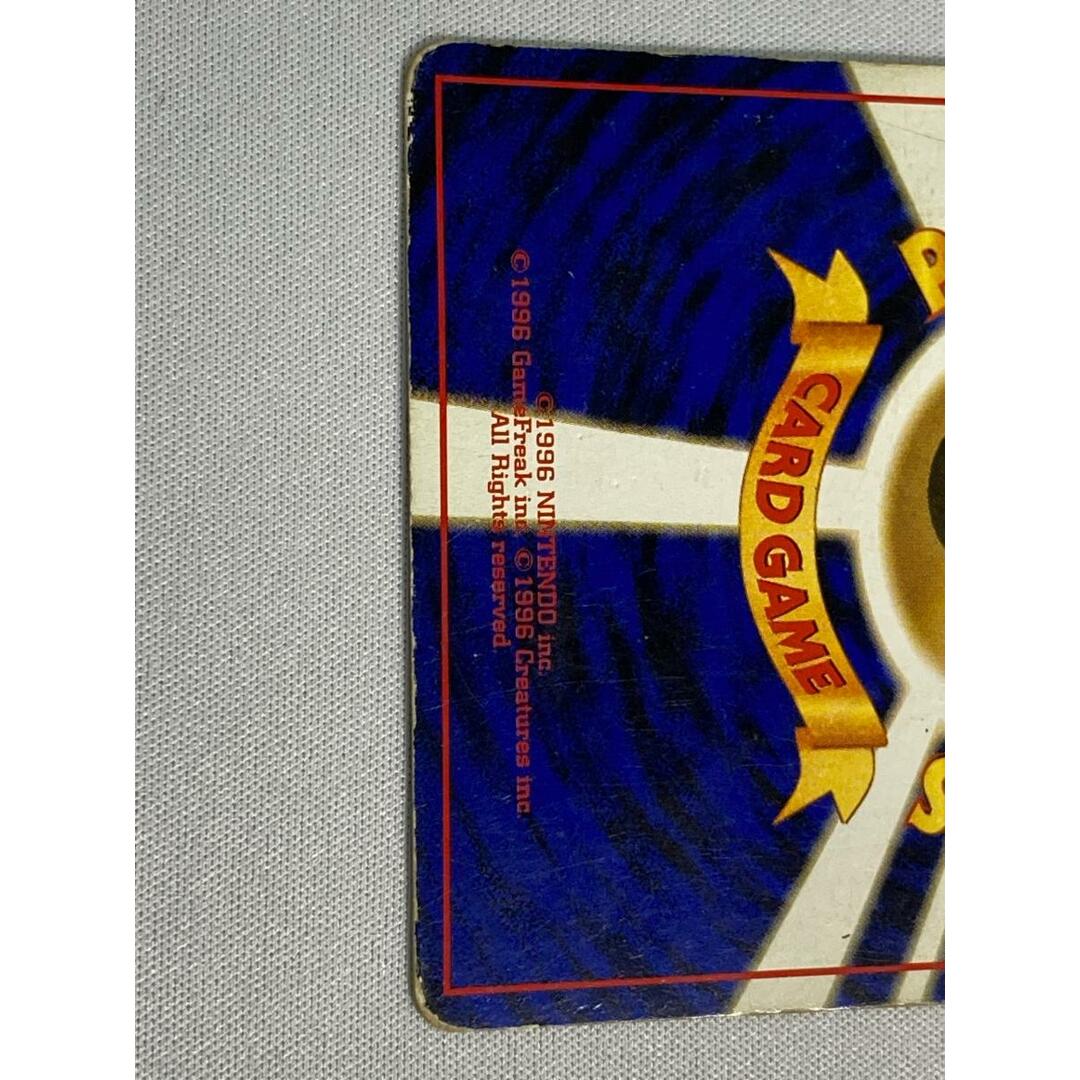 CARD GAME
©1996 NINTENDO inc.
©1996 GameFreak inc. ©1996 Creatures inc.
All Rights reserved